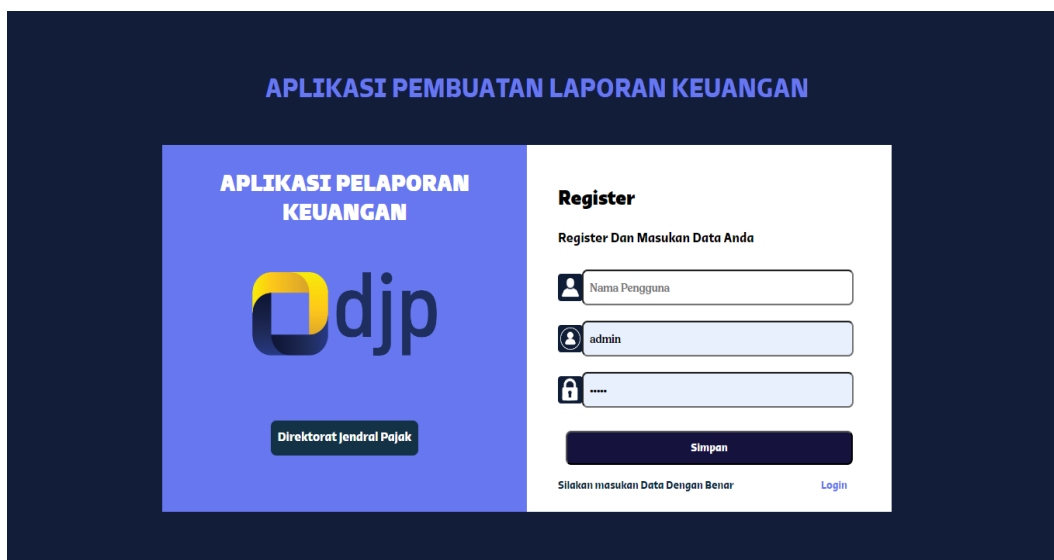 APLIKASI PEMBUATAN LAPORAN KEUANGAN
APLIKASI PELAPORAN
KEUANGAN
djp
Direktorat Jendral Pajak
Register
Register Dan Masukan Data Anda
Nama Pengguna
admin
•••••
Simpan
Silakan masukan Data Dengan Benar
Login